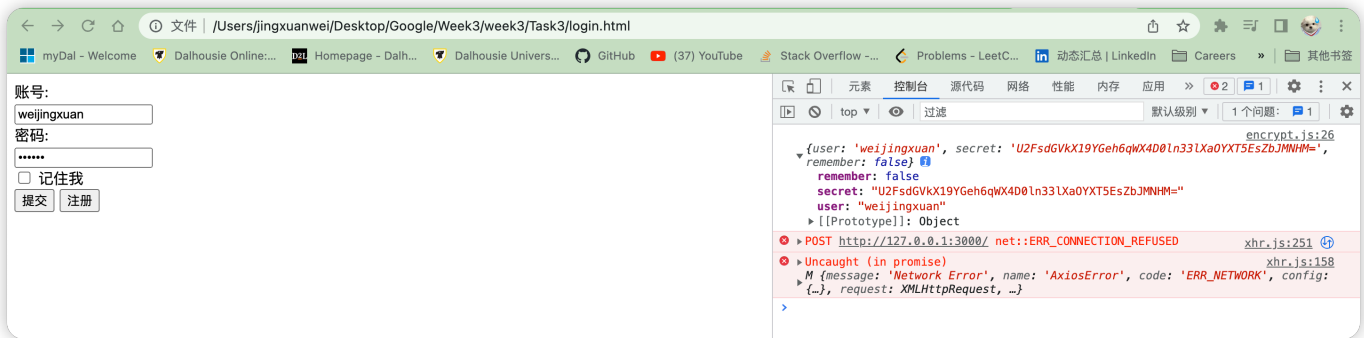 文件 | /Users/jingxuanwei/Desktop/Google/Week3/week3/Task3/login.html
myDal - Welcome Dalhousie Online:... D2L Homepage - Dalh... Dalhousie Univers... GitHub (37) YouTube Stack Overflow -... Problems - LeetC... in 动态汇总 | LinkedIn Careers » 其他书签
账号:
weijingxuan
密码:
••••••
记住我
提交 注册
元素 控制台 源代码 网络 性能 内存 应用 » 2 1
top ▼ 过滤 默认级别 ▼ 1 个问题: 1
encrypt.js:26
{user: 'weijingxuan', secret: 'U2FsdGVkX19YGeh6qWX4D0ln33lXaOYXT5EsZbJMNHM=',
remember: false} i
remember: false
secret: "U2FsdGVkX19YGeh6qWX4D0ln33lXaOYXT5EsZbJMNHM="
user: "weijingxuan"
[[Prototype]]: Object
POST http://127.0.0.1:3000/ net::ERR_CONNECTION_REFUSED xhr.js:251
Uncaught (in promise) xhr.js:158
M {message: 'Network Error', name: 'AxiosError', code: 'ERR_NETWORK', config:
{…}, request: XMLHttpRequest, …}